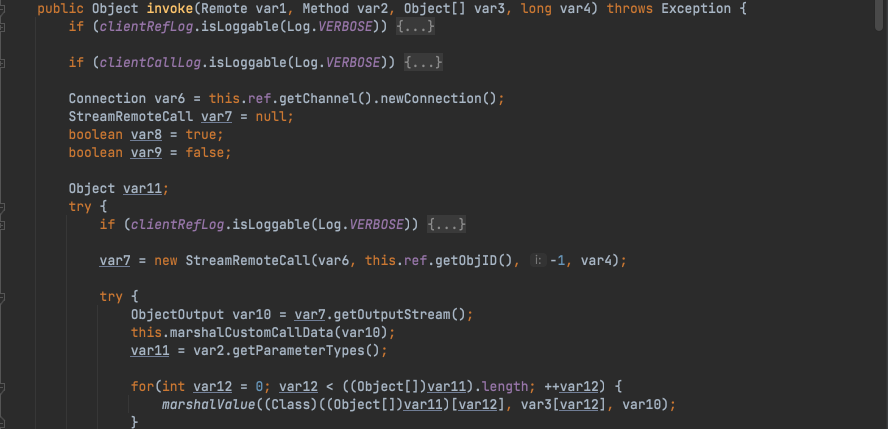 public Object invoke(Remote var1, Method var2, Object[] var3, long var4) throws Exception {
if (clientRefLog.isLoggable(Log.VERBOSE)) {...}
if (clientCallLog.isLoggable(Log.VERBOSE)) {...}
Connection var6 = this.ref.getChannel().newConnection();
StreamRemoteCall var7 = null;
boolean var8 = true;
boolean var9 = false;
Object var11;
try {
if (clientRefLog.isLoggable(Log.VERBOSE)) {...}
var7 = new StreamRemoteCall(var6, this.ref.getObjID(), i: -1, var4);
try {
ObjectOutput var10 = var7.getOutputStream();
this.marshalCustomCallData(var10);
var11 = var2.getParameterTypes();
for(int var12 = 0; var12 < ((Object[])var11).length; ++var12) {
marshalValue((Class)((Object[])var11)[var12], var3[var12], var10);
}